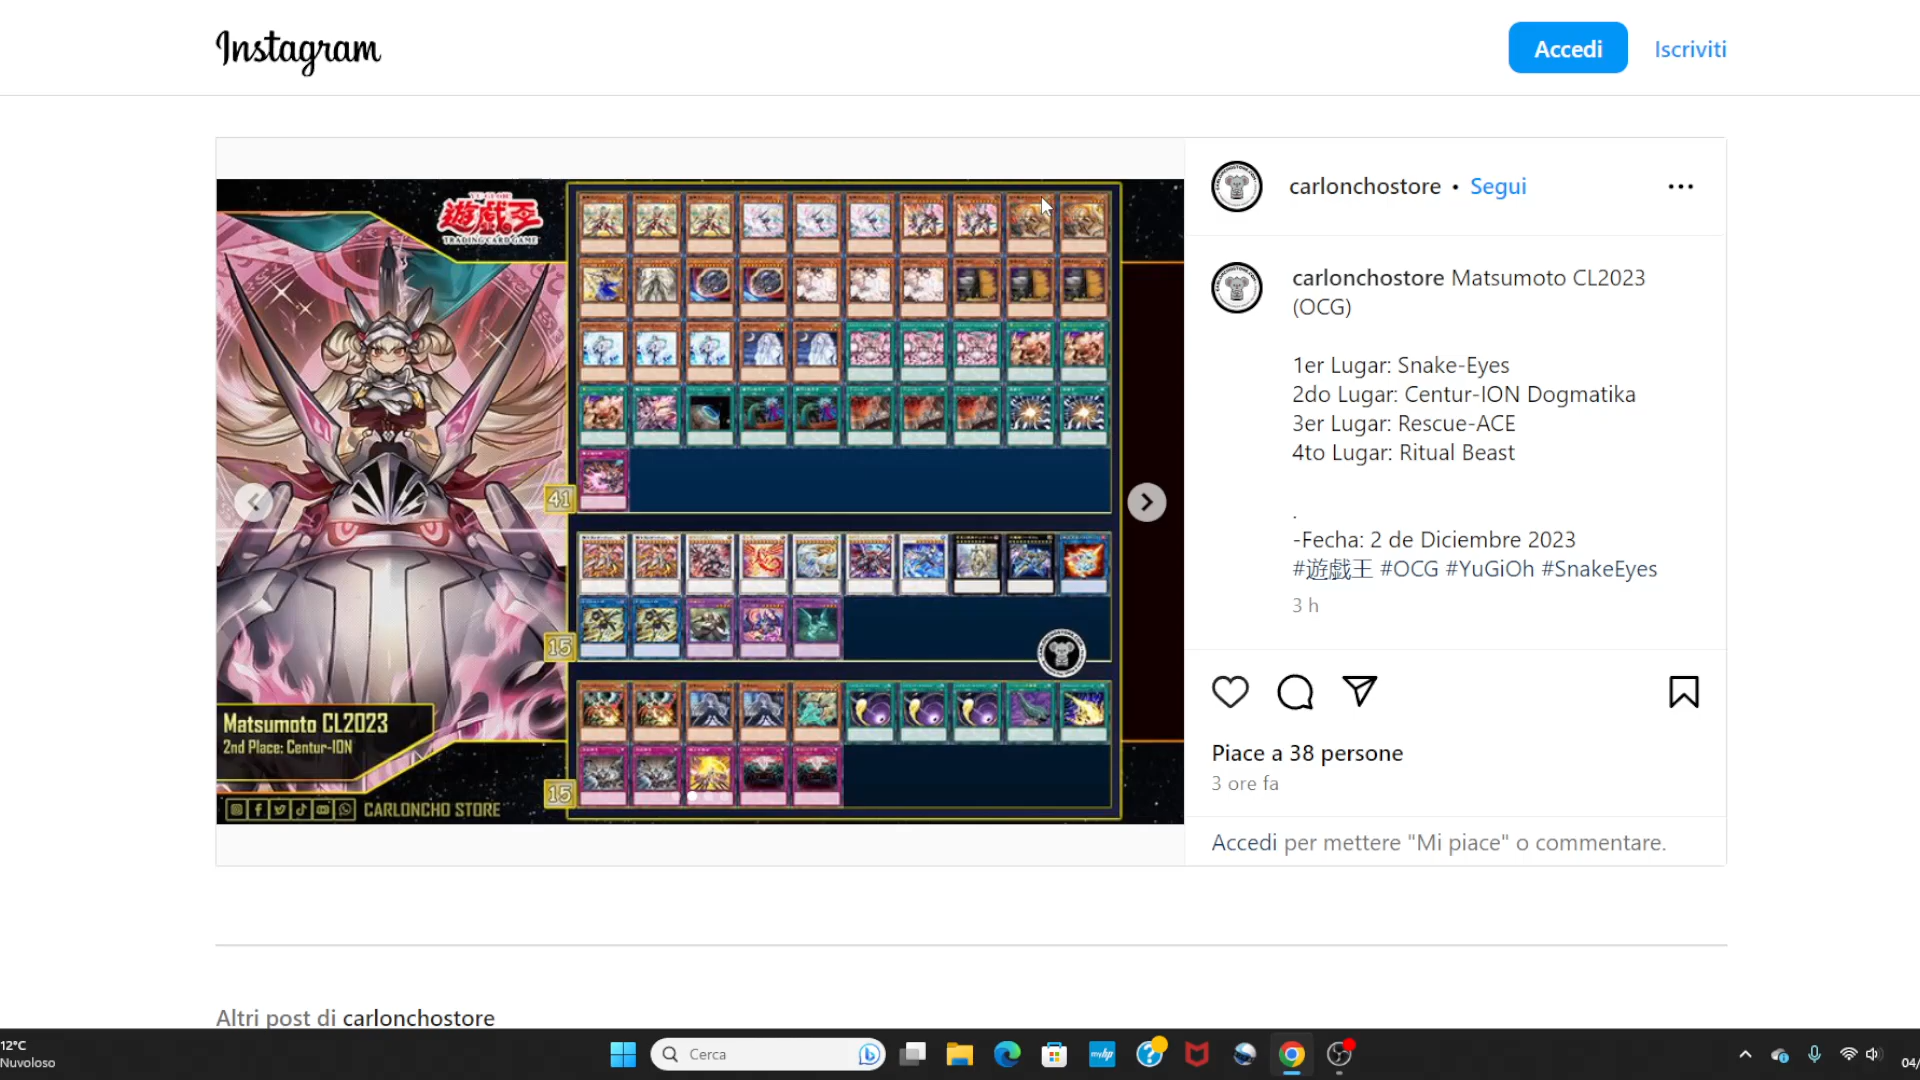 Instagram
Accedi
Iscriviti
遊戯王
TRADING CARD GAME
41
15
15
Matsumoto CL2023
2nd Place: Centur-ION
CARLONCHO STORE
carlonchostore • Segui
carlonchostore Matsumoto CL2023
(OCG)
1er Lugar: Snake-Eyes
2do Lugar: Centur-ION Dogmatika
3er Lugar: Rescue-ACE
4to Lugar: Ritual Beast
.
-Fecha: 2 de Diciembre 2023
#遊戯王 #OCG #YuGiOh #SnakeEyes
3 h
Piace a 38 persone
3 ore fa
Accedi per mettere "Mi piace" o commentare.
Altri post di carlonchostore
12°C
Nuvoloso
Cerca
myhp
04/